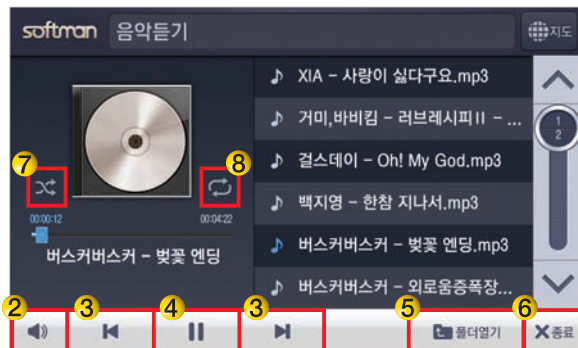 softman 음악듣기
지도
XIA - 사랑이 싫다구요.mp3
거미,바비킴 - 러브레시피II - ...
걸스데이 - Oh! My God.mp3
백지영 - 한참 지나서.mp3
버스커버스커 - 벚꽃 엔딩.mp3
버스커버스커 - 외로움증폭장...
1
2
7
8
00:00:12
00:04:22
버스커버스커 - 벚꽃 엔딩
2
3
4
3
5 폴더열기
6 종료